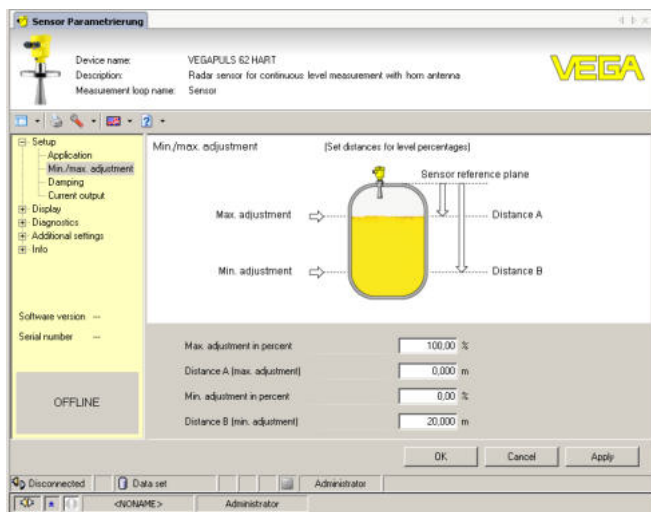 Sensor Parametrierung
Device name: VEGAPULS 62 HART
Description: Radar sensor for continuous level measurement with horn antenna
Measurement loop name: Sensor
VEGA
Setup
Application
Min./max. adjustment
Damping
Current output
Display
Diagnostics
Additional settings
Info
Software version --
Serial number --
OFFLINE
Min./max. adjustment (Set distances for level percentages)
Sensor reference plane
Max. adjustment Distance A
Min. adjustment Distance B
Max. adjustment in percent 100,00 %
Distance A (max. adjustment) 0,000 m
Min. adjustment in percent 0,00 %
Distance B (min. adjustment) 20,000 m
OK Cancel Apply
Disconnected Data set Administrator
<NONAME> Administrator